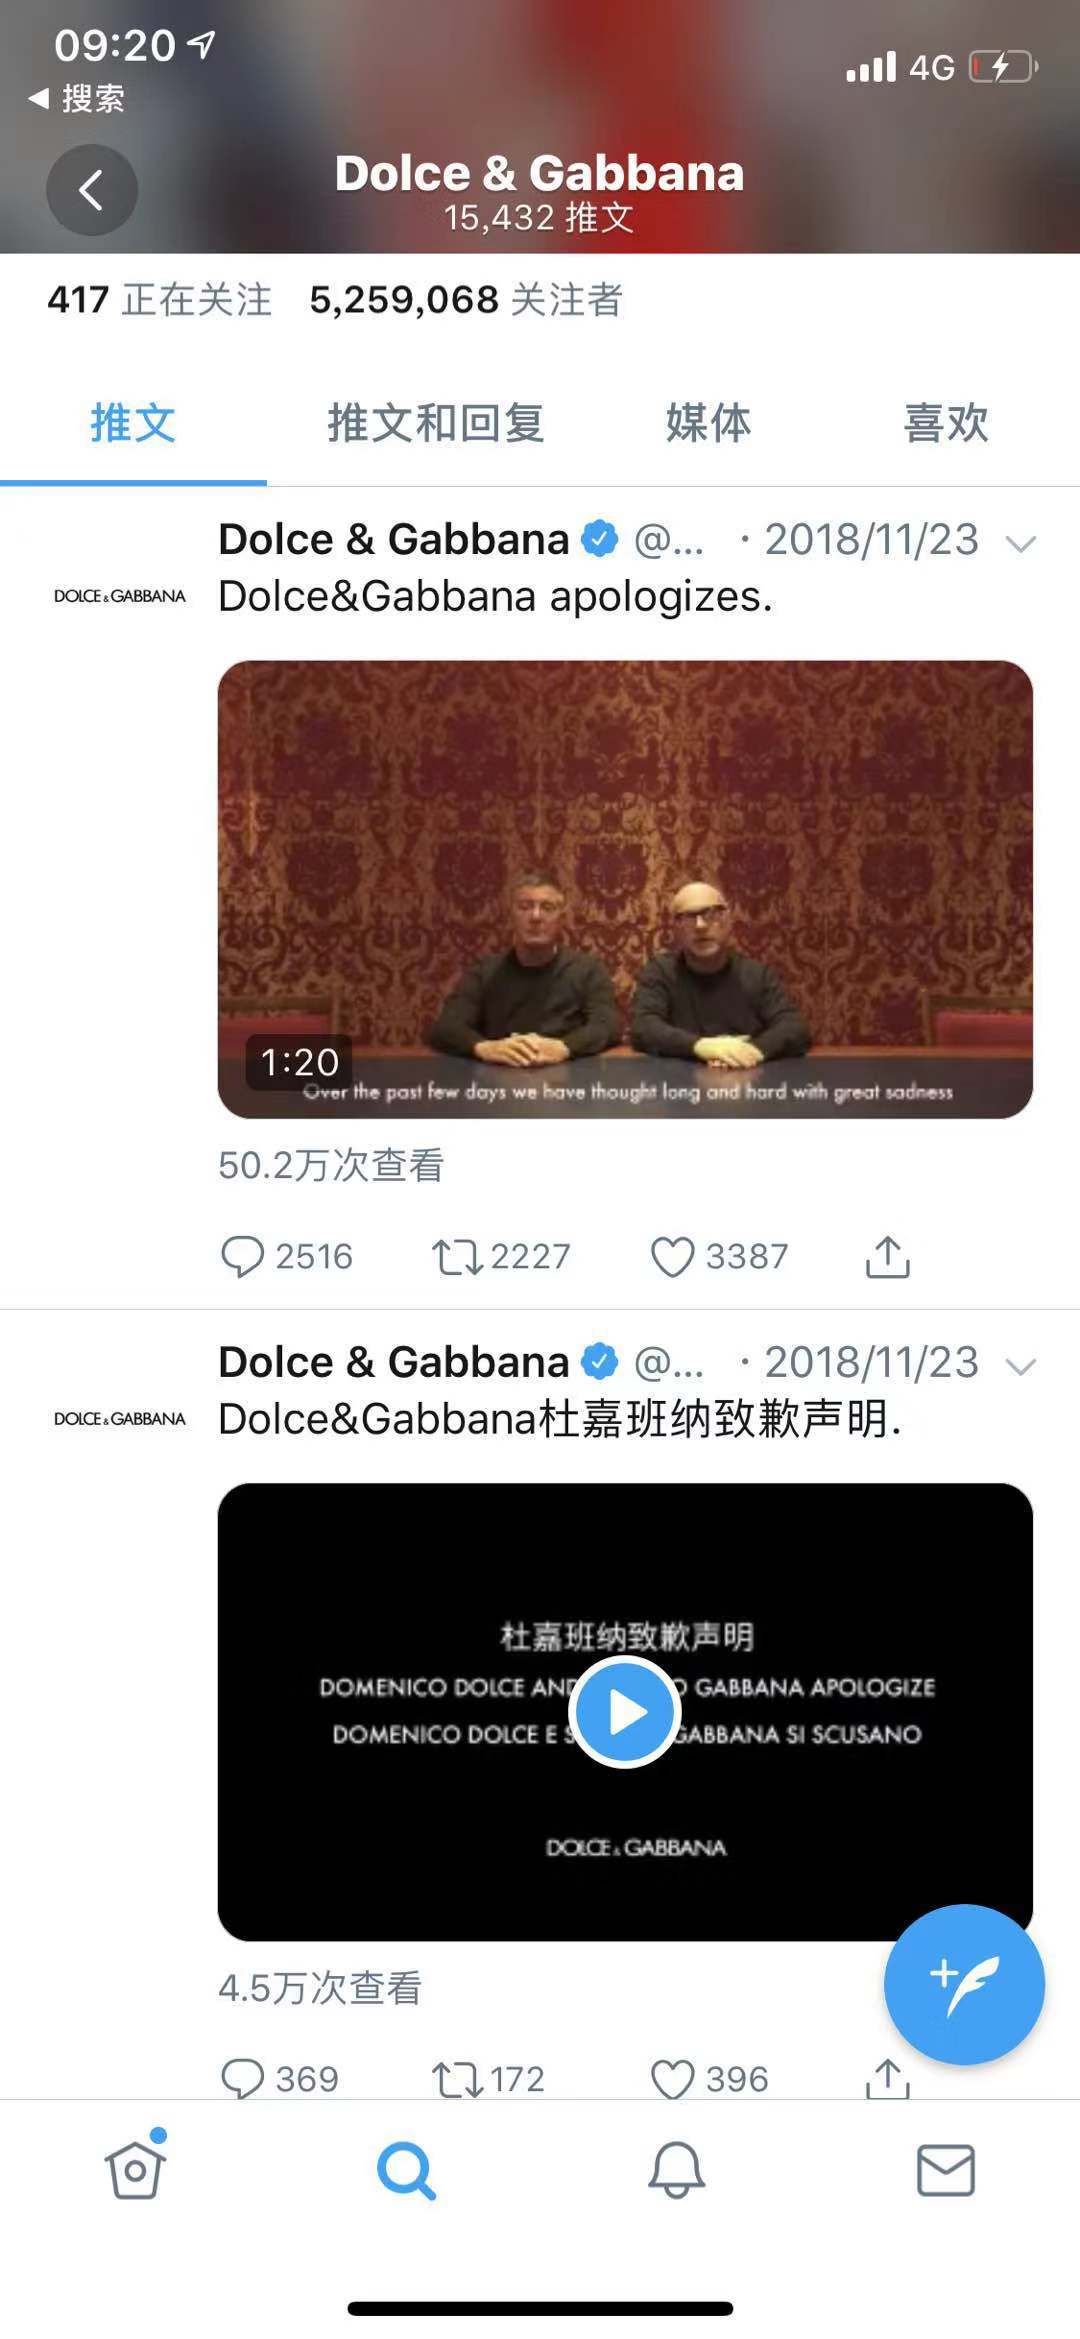 09:20
4G
搜索
Dolce & Gabbana
15,432 推文
417 正在关注 5,259,068 关注者
推文 推文和回复 媒体 喜欢
Dolce & Gabbana @... · 2018/11/23
DOLCE & GABBANA
Dolce&Gabbana apologizes.
1:20
Over the past few days we have thought long and hard with great sadness
50.2万次查看
2516 2227 3387
Dolce & Gabbana @... · 2018/11/23
DOLCE & GABBANA
Dolce&Gabbana杜嘉班纳致歉声明.
杜嘉班纳致歉声明
DOMENICO DOLCE AND GABBANA APOLOGIZE
DOMENICO DOLCE E GABBANA SI SCUSANO
DOLCE & GABBANA
4.5万次查看
369 172 396